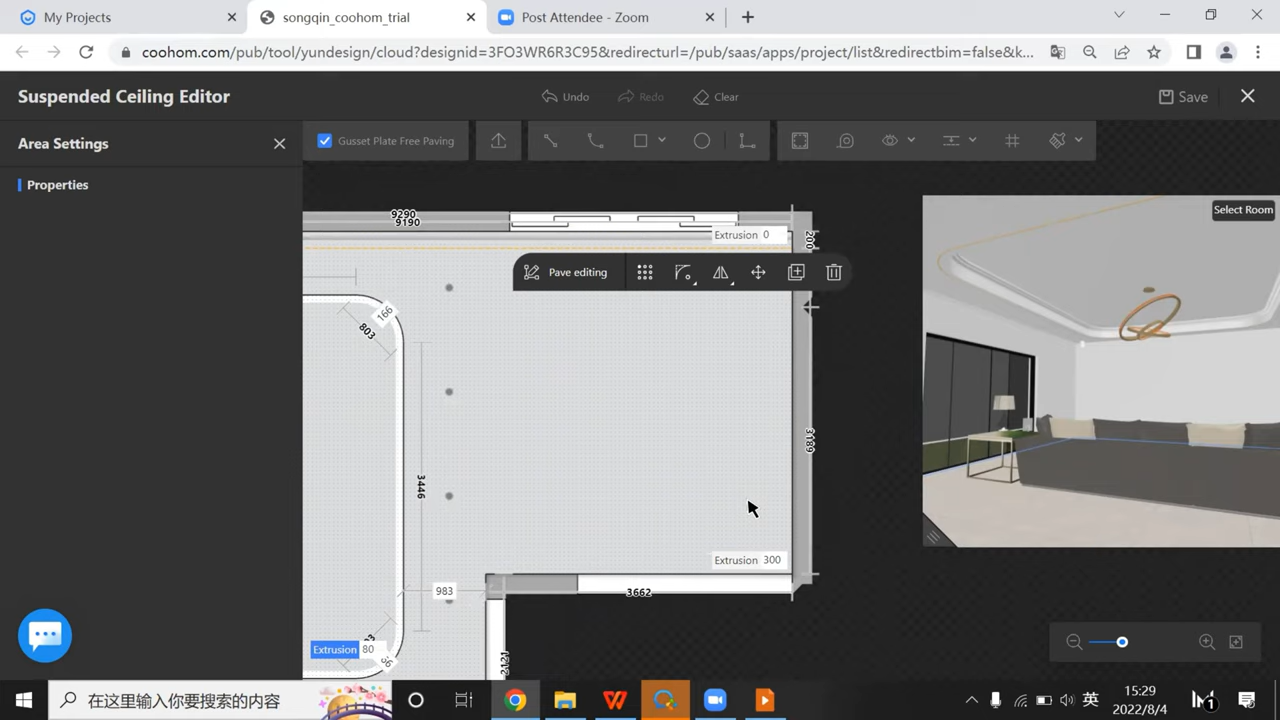 My Projects
songqin_coohom_trial
Post Attendee - Zoom
coohom.com/pub/tool/yundesign/cloud?designid=3FO3WR6R3C95&redirecturl=/pub/saas/apps/project/list&redirectbim=false&k...
Suspended Ceiling Editor
Undo
Redo
Clear
Save
Area Settings
Gusset Plate Free Paving
Properties
Select Room
9290
9190
Extrusion 0
200
Pave editing
166
803
3189
3446
Extrusion 300
983
3662
Extrusion 80
2121
在这里输入你要搜索的内容
英
15:29
2022/8/4
1